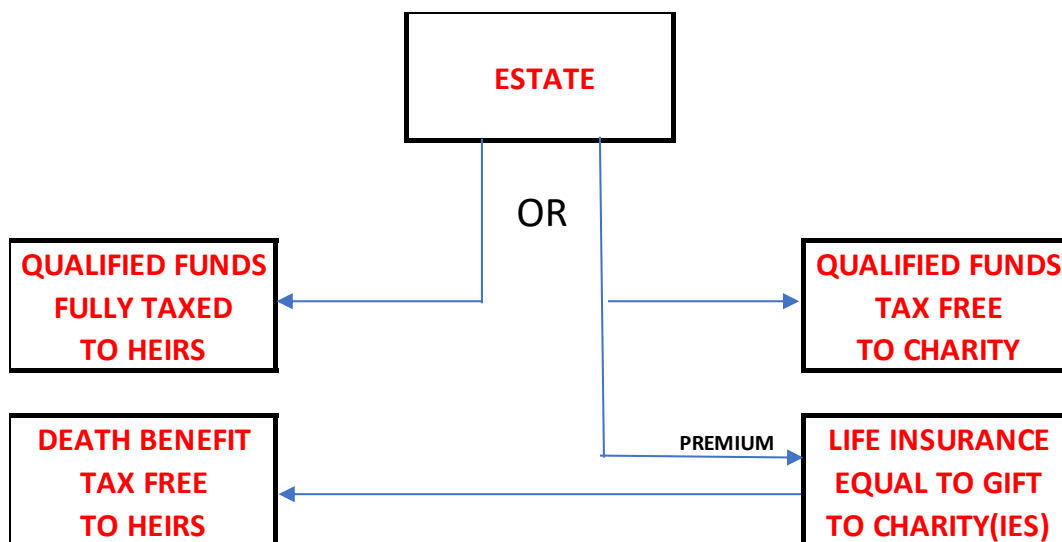 ESTATE
OR
QUALIFIED FUNDS
FULLY TAXED
TO HEIRS
QUALIFIED FUNDS
TAX FREE
TO CHARITY
DEATH BENEFIT
TAX FREE
TO HEIRS
PREMIUM
LIFE INSURANCE
EQUAL TO GIFT
TO CHARITY(IES)